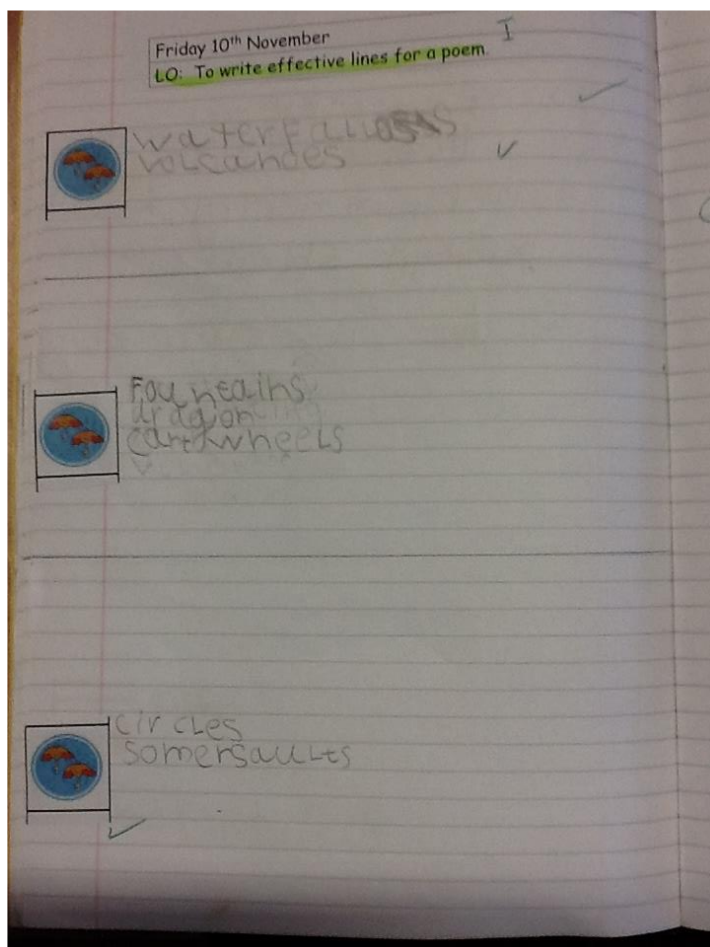 I
Friday 10th November
LO: To write effective lines for a poem.
waterfalls
volcanoes
Fountains
dragon
cartwheels
circles
somersaults